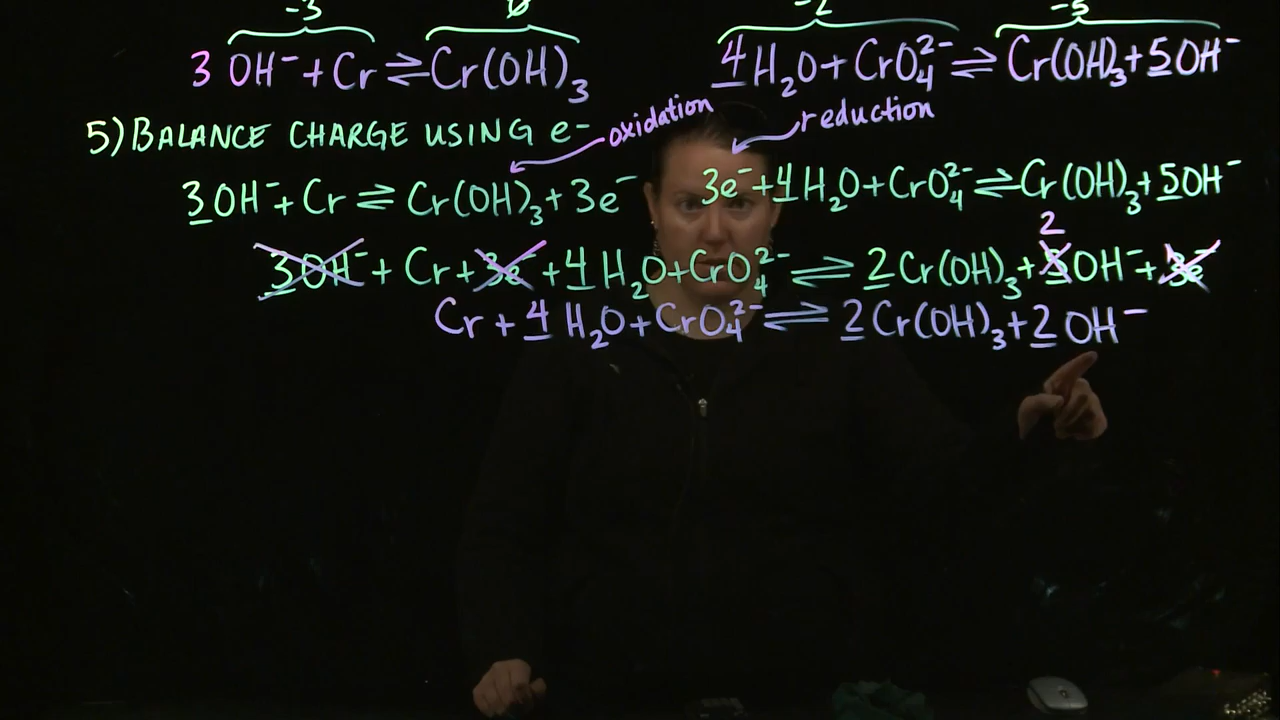 -3 0 -2 -5
3 OH⁻ + Cr ⇌ Cr(OH)₃ 4 H₂O + CrO₄²⁻ ⇌ Cr(OH)₃ + 5 OH⁻
5) BALANCE CHARGE USING e- oxidation reduction
3 OH⁻ + Cr ⇌ Cr(OH)₃ + 3e⁻ 3e⁻ + 4 H₂O + CrO₄²⁻ ⇌ Cr(OH)₃ + 5 OH⁻
2
3 OH⁻ + Cr + 3e⁻ + 4 H₂O + CrO₄²⁻ ⇌ 2 Cr(OH)₃ + 5 OH⁻ + 3e⁻
Cr + 4 H₂O + CrO₄²⁻ ⇌ 2 Cr(OH)₃ + 2 OH⁻